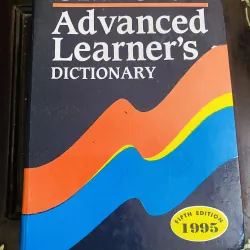 Advanced
Learner's
DICTIONARY
FIFTH EDITION
1995